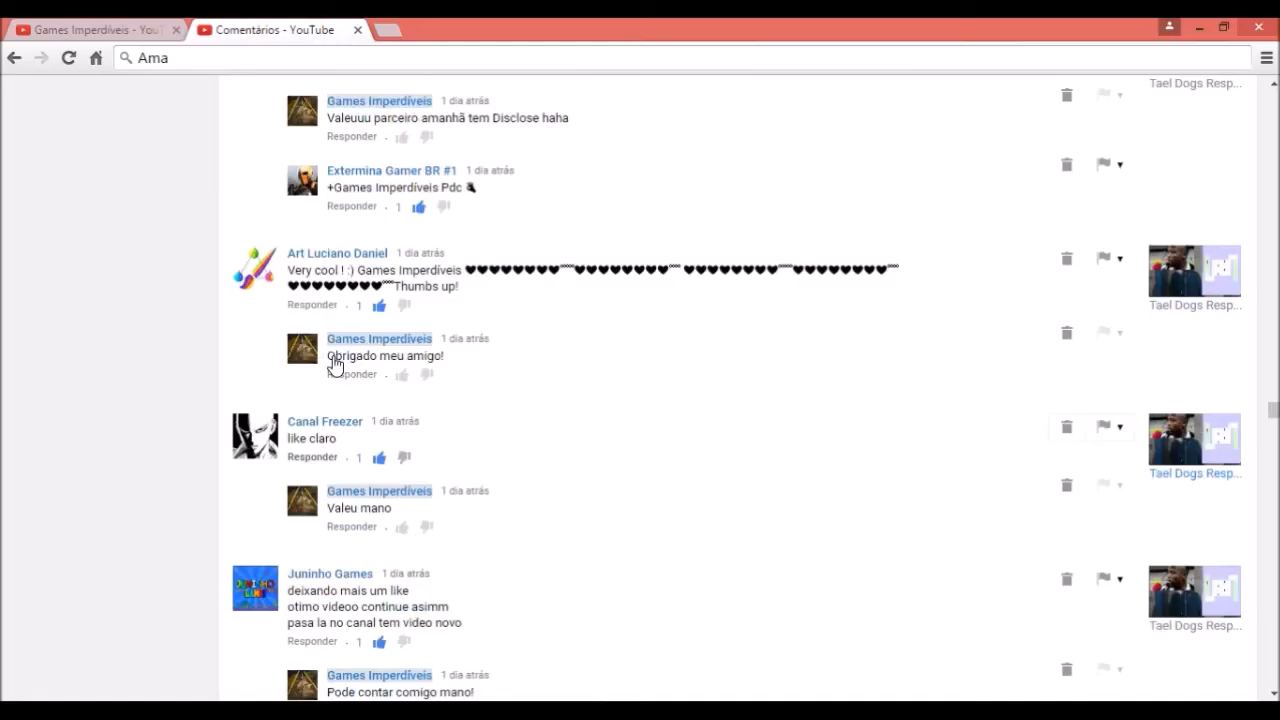 Games Imperdíveis - YouT
Comentários - YouTube
Ama
Tael Dogs Resp...
Games Imperdíveis 1 dia atrás
Valeuuu parceiro amanhã tem Disclose haha
Responder .
Extermina Gamer BR #1 1 dia atrás
+Games Imperdíveis Pdc
Responder . 1
Art Luciano Daniel 1 dia atrás
Very cool ! :) Games Imperdíveis ♥♥♥♥♥♥♥♥ ♥♥♥♥♥♥♥♥ ♥♥♥♥♥♥♥♥ ♥♥♥♥♥♥♥♥
♥♥♥♥♥♥♥♥ Thumbs up!
Responder . 1
Tael Dogs Resp...
Games Imperdíveis 1 dia atrás
Obrigado meu amigo!
Responder .
Canal Freezer 1 dia atrás
like claro
Responder . 1
Tael Dogs Resp...
Games Imperdíveis 1 dia atrás
Valeu mano
Responder .
Juninho Games 1 dia atrás
deixando mais um like
otimo videoo continue asimm
pasa la no canal tem video novo
Responder . 1
Tael Dogs Resp...
Games Imperdíveis 1 dia atrás
Pode contar comigo mano!